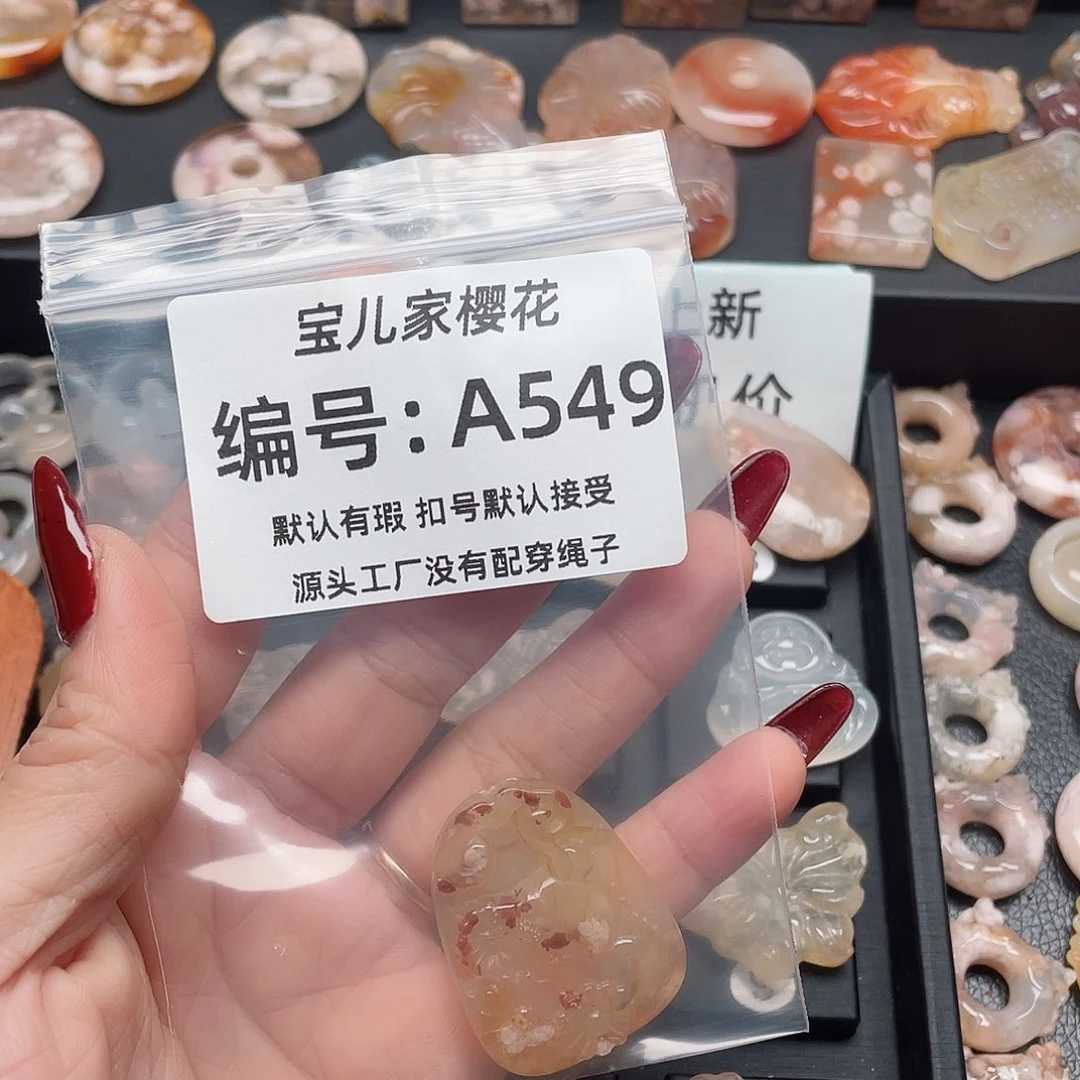 宝儿家樱花
编号：A549
默认有瑕 扣号默认接受
源头工厂没有配穿绳子
上新
价